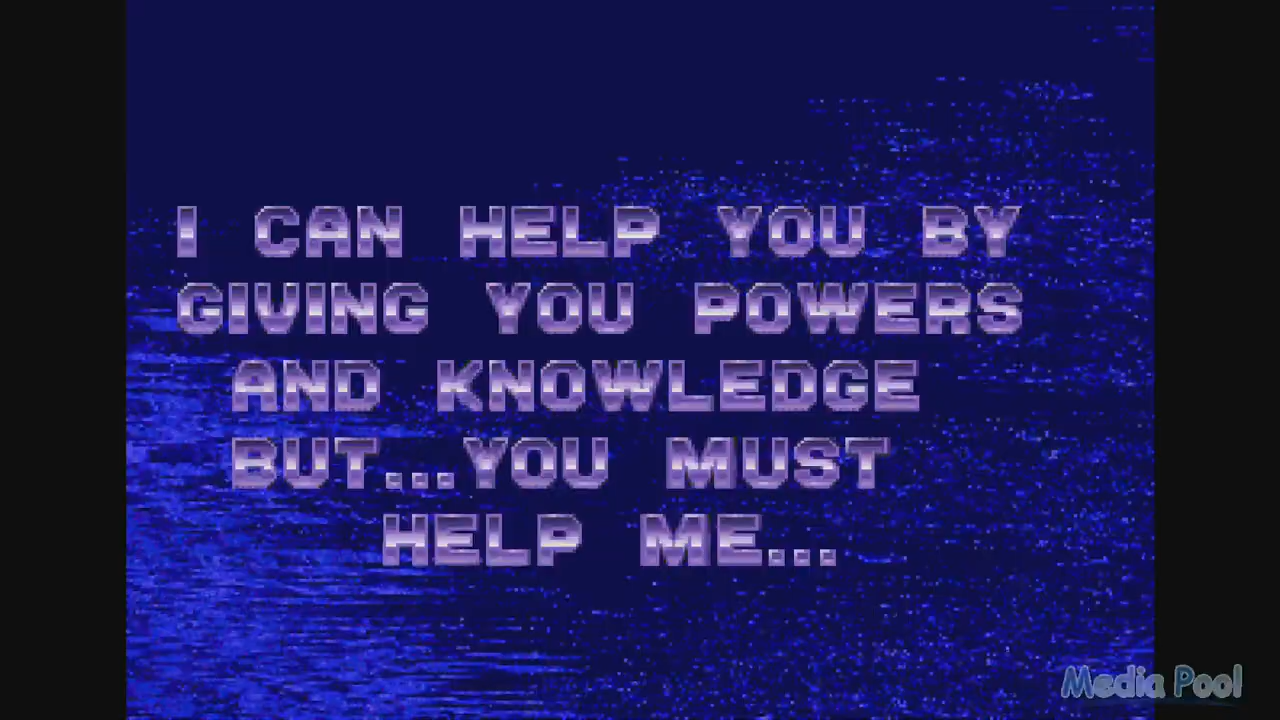 I CAN HELP YOU BY
GIVING YOU POWERS
AND KNOWLEDGE
BUT...YOU MUST
HELP ME...
Media Pool